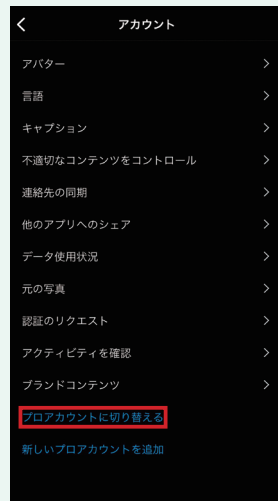 アカウント
アバター
言語
キャプション
不適切なコンテンツをコントロール
連絡先の同期
他のアプリへのシェア
データ使用状況
元の写真
認証のリクエスト
アクティビティを確認
ブランドコンテンツ
プロアカウントに切り替える
新しいプロアカウントを追加